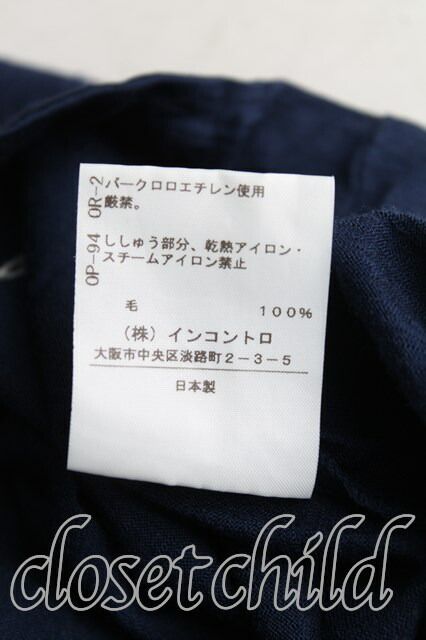 OR-2
パークロロエチレン使用
厳禁。
OP-94
ししゅう部分、乾熱アイロン・
スチームアイロン禁止
毛 100%
(株)インコントロ
大阪市中央区淡路町2-3-5
日本製
closet child